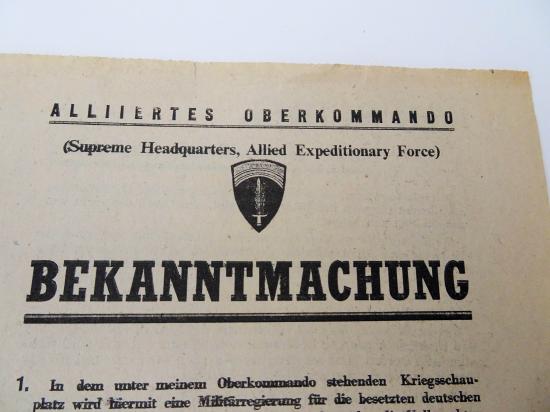 ALLIIERTES OBERKOMMANDO
(Supreme Headquarters, Allied Expeditionary Force)
BEKANNTMACHUNG
1. In dem unter meinem Oberkommando stehenden Kriegsschau-
platz wird hiermit eine Militärregierung für die besetzten deutschen